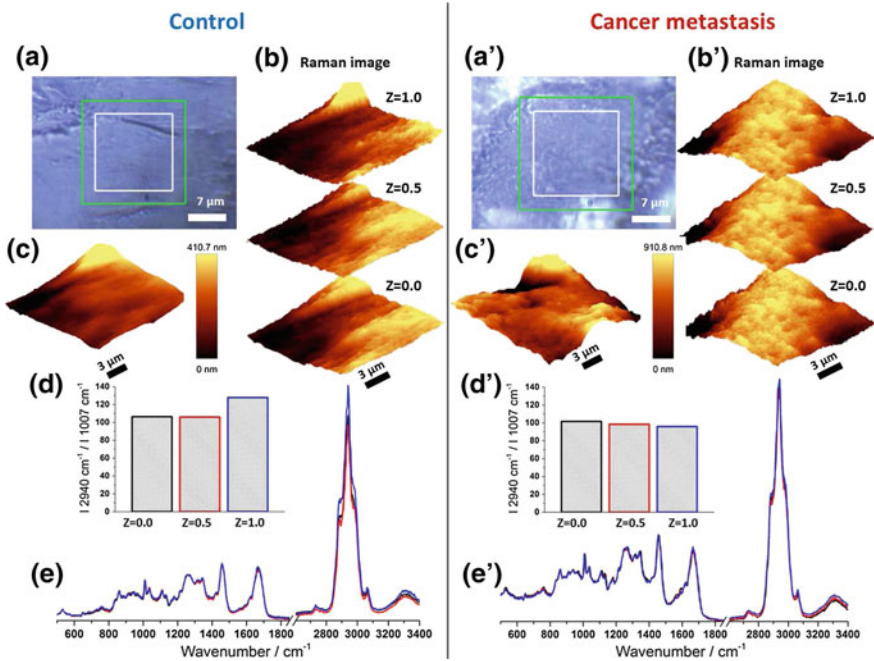 Control
(a)
7 µm
(b)
Raman image
Z=1.0
Z=0.5
Z=0.0
3 µm
(c)
410.7 nm
0 nm
3 µm
(d)
I 2940 cm⁻¹ / I 1007 cm⁻¹
140
120
100
80
60
40
20
0
Z=0.0 Z=0.5 Z=1.0
(e)
600 800 1000 1200 1400 1600 1800 2800 3000 3200 3400
Wavenumber / cm⁻¹
Cancer metastasis
(a')
7 µm
(b')
Raman image
Z=1.0
Z=0.5
Z=0.0
3 µm
(c')
910.8 nm
0 nm
3 µm
(d')
I 2940 cm⁻¹ / I 1007 cm⁻¹
140
120
100
80
60
40
20
0
Z=0.0 Z=0.5 Z=1.0
(e')
600 800 1000 1200 1400 1600 1800 2800 3000 3200 3400
Wavenumber / cm⁻¹